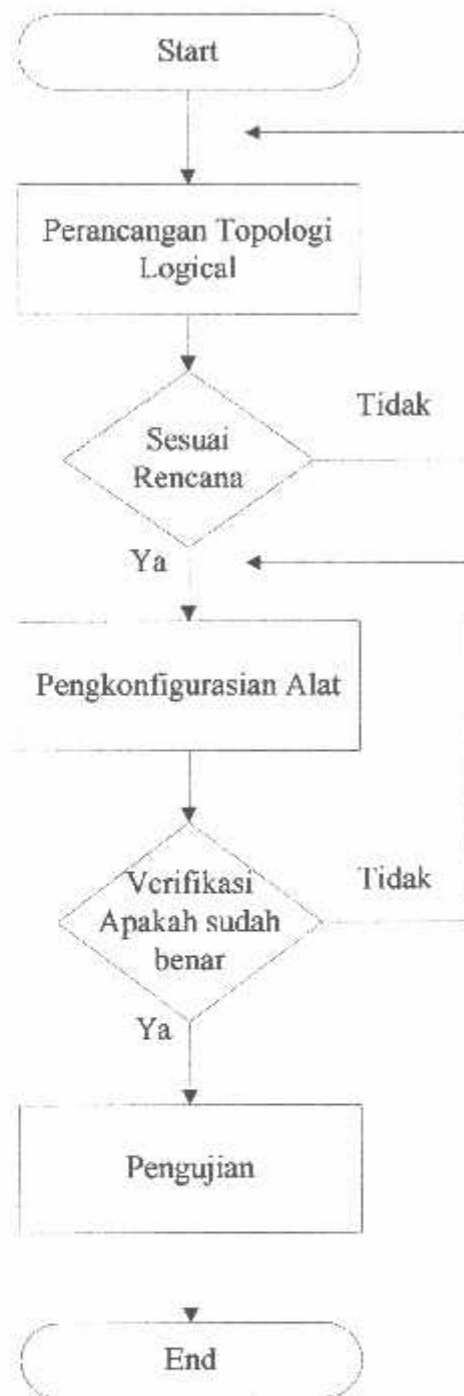 Start
Perancangan Topologi
Logical
Tidak
Sesuai
Rencana
Ya
Pengkonfigurasian Alat
Verifikasi
Apakah sudah
benar
Tidak
Ya
Pengujian
End